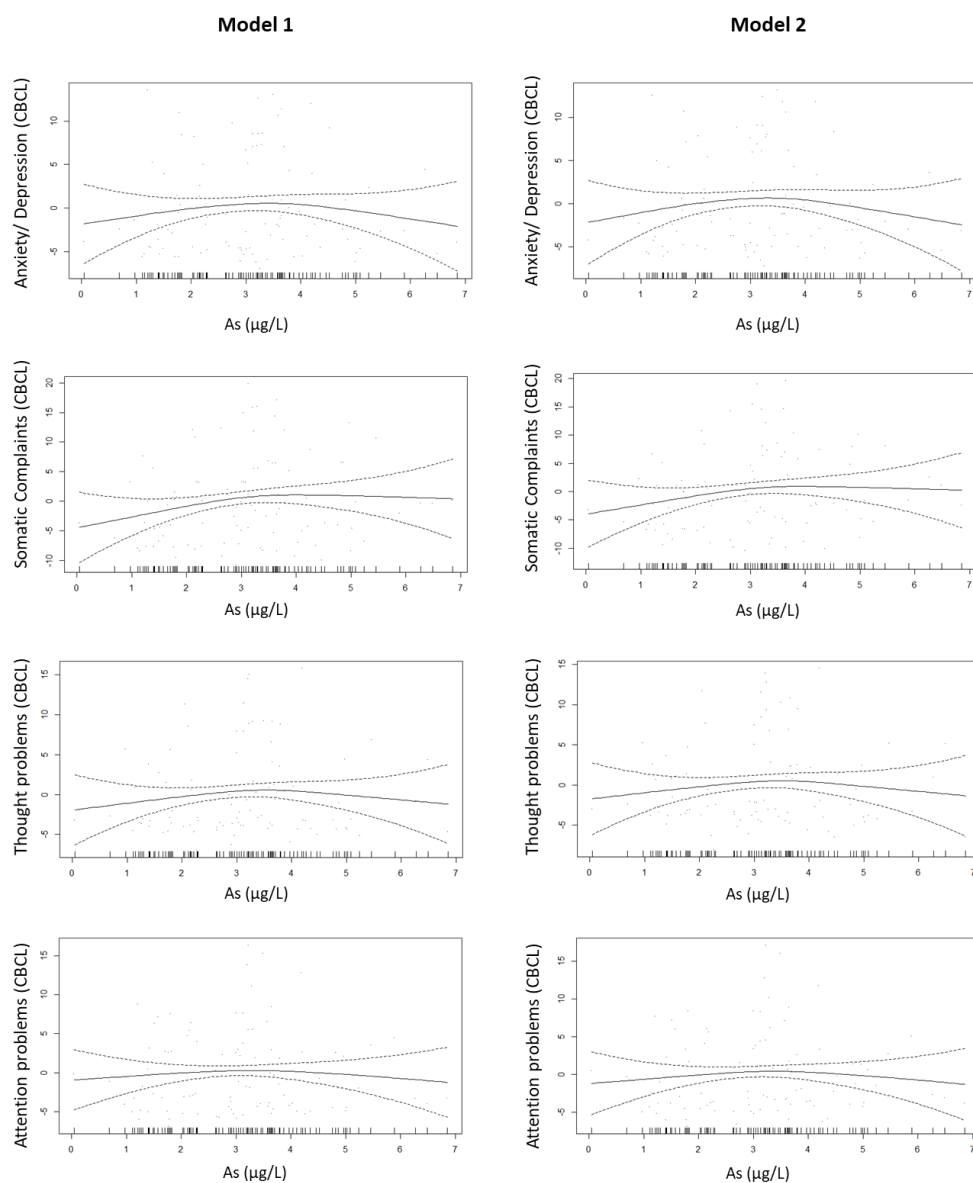 Model 1
Model 2
Anxiety/ Depression (CBCL)
10
5
0
-5
0 1 2 3 4 5 6 7
As (µg/L)
Anxiety/ Depression (CBCL)
10
5
0
-5
0 1 2 3 4 5 6 7
As (µg/L)
Somatic Complaints (CBCL)
20
15
10
5
0
-5
-10
0 1 2 3 4 5 6 7
As (µg/L)
Somatic Complaints (CBCL)
20
15
10
5
0
-5
-10
0 1 2 3 4 5 6 7
As (µg/L)
Thought problems (CBCL)
15
10
5
0
-5
0 1 2 3 4 5 6 7
As (µg/L)
Thought problems (CBCL)
15
10
5
0
-5
0 1 2 3 4 5 6 7
As (µg/L)
Attention problems (CBCL)
15
10
5
0
-5
0 1 2 3 4 5 6 7
As (µg/L)
Attention problems (CBCL)
15
10
5
0
-5
0 1 2 3 4 5 6 7
As (µg/L)